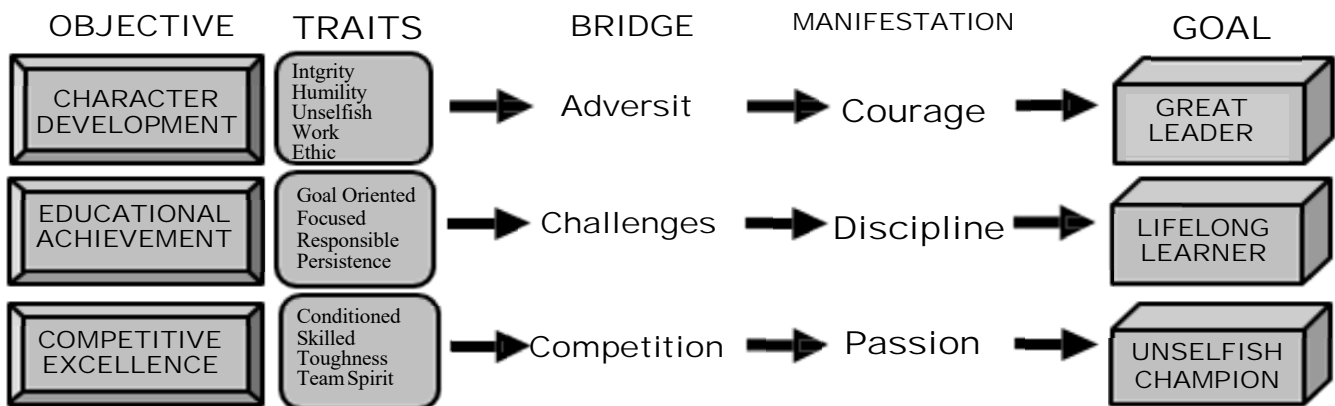 OBJECTIVE TRAITS BRIDGE MANIFESTATION GOAL
CHARACTER
DEVELOPMENT
Intgrity
Humility
Unselfish
Work
Ethic
Adversit
Courage
GREAT
LEADER
EDUCATIONAL
ACHIEVEMENT
Goal Oriented
Focused
Responsible
Persistence
Challenges
Discipline
LIFELONG
LEARNER
COMPETITIVE
EXCELLENCE
Conditioned
Skilled
Toughness
Team Spirit
Competition
Passion
UNSELFISH
CHAMPION